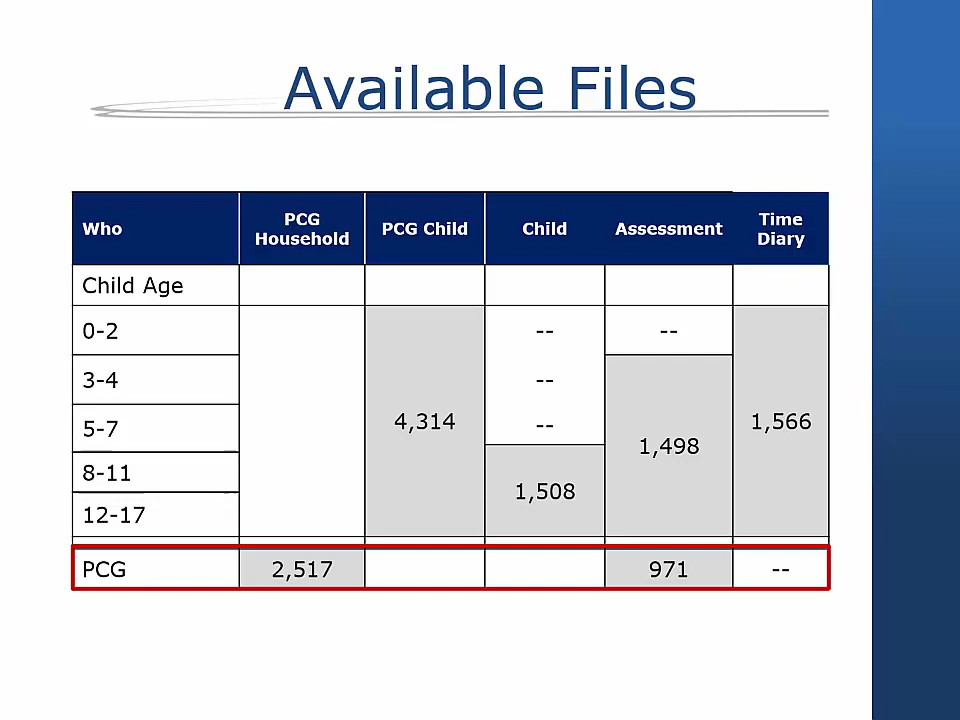 Available Files
Who PCG Household PCG Child Child Assessment Time Diary
Child Age
0-2 -- --
3-4 --
5-7 4,314 -- 1,498 1,566
8-11 1,508
12-17
PCG 2,517 971 --